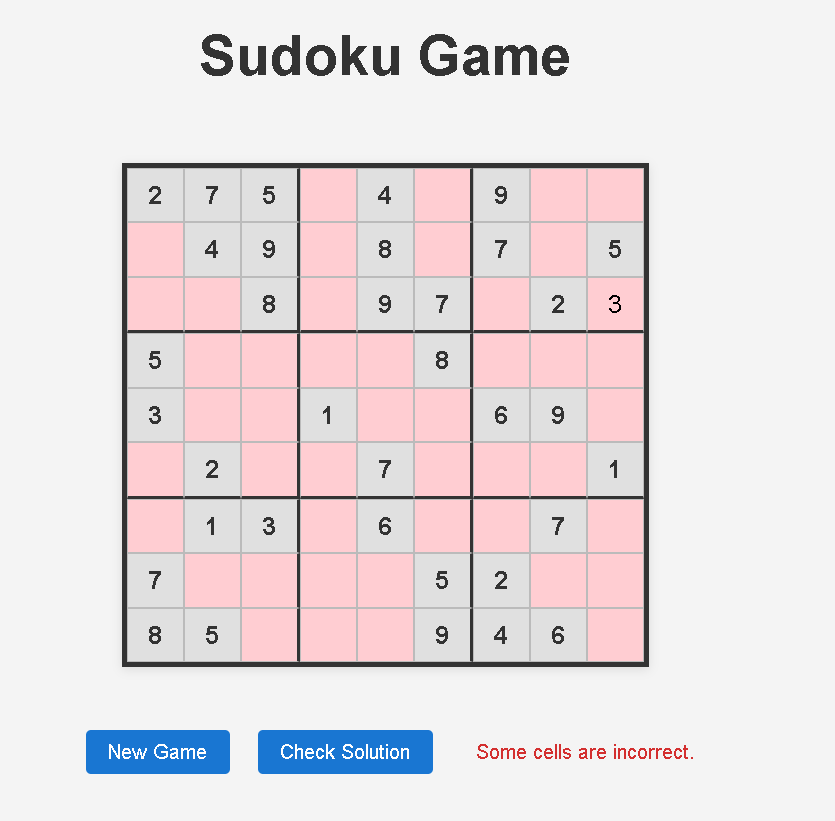 Sudoku Game
2 7 5 4 9
4 9 8 7 5
8 9 7 2 3
5 8
3 1 6 9
2 7 1
1 3 6 7
7 5 2
8 5 9 4 6
New Game Check Solution Some cells are incorrect.